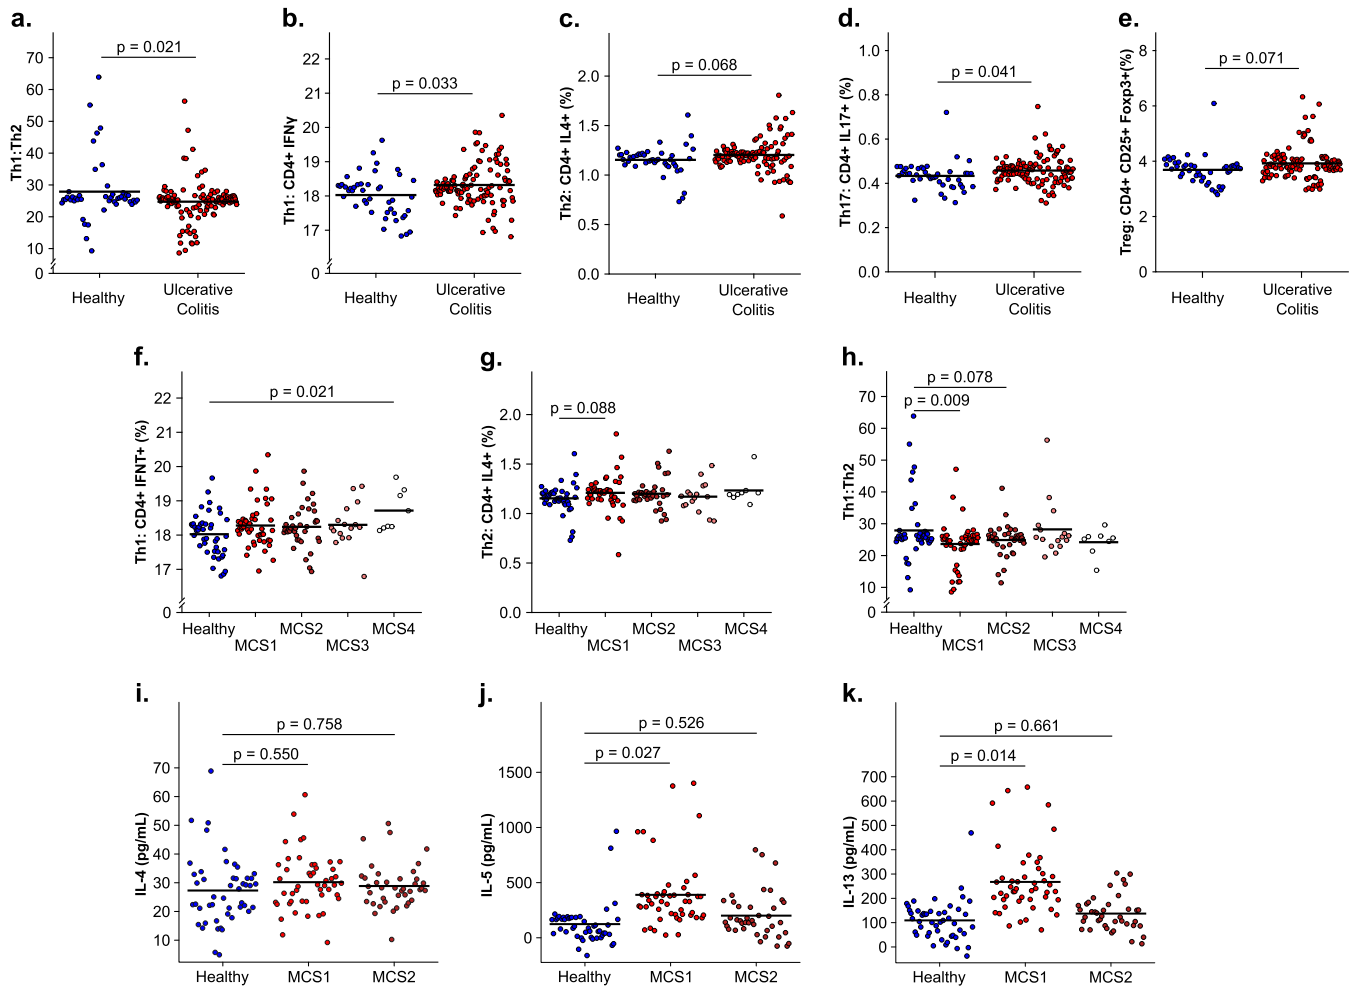 a.
p = 0.021
Th1:Th2
70
60
50
40
30
20
10
0
Healthy
Ulcerative
Colitis
b.
p = 0.033
Th1: CD4+ IFNγ
22
21
20
19
18
17
0
Healthy
Ulcerative
Colitis
c.
p = 0.068
Th2: CD4+ IL4+ (%)
2.0
1.5
1.0
0.5
0.0
Healthy
Ulcerative
Colitis
d.
p = 0.041
Th17: CD4+ IL17+ (%)
1.0
0.8
0.6
0.4
0.2
0.0
Healthy
Ulcerative
Colitis
e.
p = 0.071
Treg: CD4+ CD25+ Foxp3+(%)
8
6
4
2
0
Healthy
Ulcerative
Colitis
f.
p = 0.021
Th1: CD4+ IFNT+ (%)
22
21
20
19
18
17
0
Healthy
MCS1
MCS2
MCS3
MCS4
g.
p = 0.088
Th2: CD4+ IL4+ (%)
2.0
1.5
1.0
0.5
0.0
Healthy
MCS1
MCS2
MCS3
MCS4
h.
p = 0.078
p = 0.009
Th1:Th2
70
60
50
40
30
20
10
0
Healthy
MCS1
MCS2
MCS3
MCS4
i.
p = 0.758
p = 0.550
IL-4 (pg/mL)
70
60
50
40
30
20
10
Healthy
MCS1
MCS2
j.
p = 0.526
p = 0.027
IL-5 (pg/mL)
1500
1000
500
0
Healthy
MCS1
MCS2
k.
p = 0.661
p = 0.014
IL-13 (pg/mL)
700
600
500
400
300
200
100
0
Healthy
MCS1
MCS2